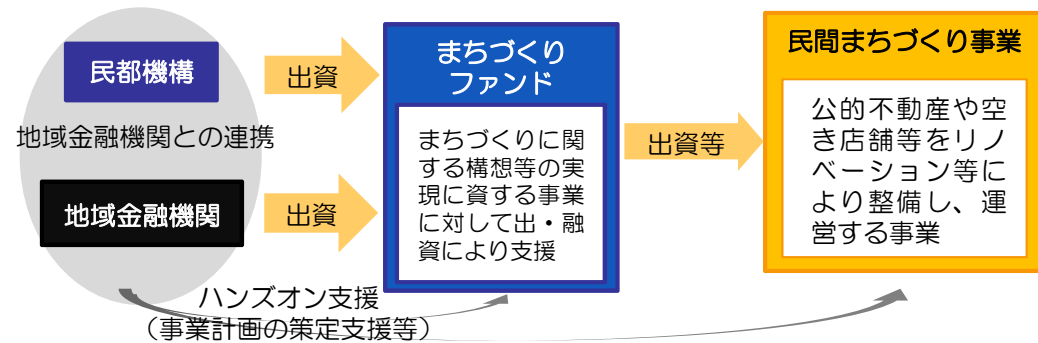 民都機構
地域金融機関との連携
地域金融機関
出資
出資
まちづくり
ファンド
まちづくりに関
する構想等の実
現に資する事業
に対して出・融
資により支援
出資等
民間まちづくり事業
公的不動産や空
き店舗等をリノ
ベーション等に
より整備し、運
営する事業
ハンズオン支援
（事業計画の策定支援等）